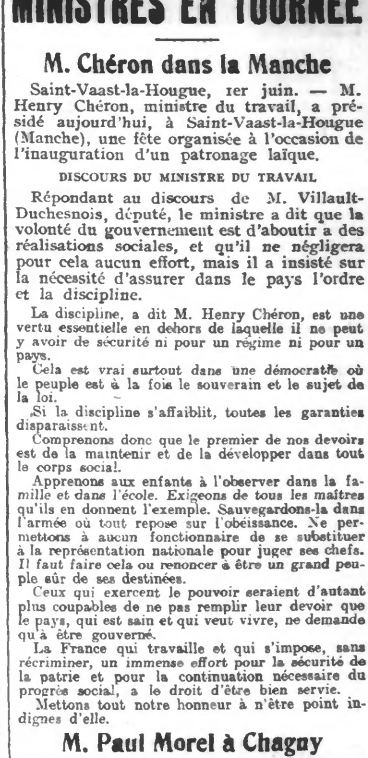 MINISTRES EN TOURNÉE
M. Chéron dans la Manche
Saint-Vaast-la-Hougue, 1er juin. — M.
Henry Chéron, ministre du travail, a pré-
sidé aujourd'hui, à Saint-Vaast-la-Hougue
(Manche), une fête organisée à l'occasion de
l'inauguration d'un patronage laïque.
DISCOURS DU MINISTRE DU TRAVAIL
Répondant au discours de M. Villault-
Duchesnois, député, le ministre a dit que la
volonté du gouvernement est d'aboutir a des
réalisations sociales, et qu'il ne négligera
pour cela aucun effort, mais il a insisté sur
la nécessité d'assurer dans le pays l'ordre
et la discipline.
La discipline, a dit M. Henry Chéron, est une
vertu essentielle en dehors de laquelle il ne peut
y avoir de sécurité ni pour un régime ni pour un
pays.
Cela est vrai surtout dans une démocratie où
le peuple est à la fois le souverain et le sujet de
la loi.
Si la discipline s'affaiblit, toutes les garanties
disparaissent.
Comprenons donc que le premier de nos devoirs
est de la maintenir et de la développer dans tout
le corps social.
Apprenons aux enfants à l'observer dans la fa-
mille et dans l'école. Exigeons de tous les maîtres
qu'ils en donnent l'exemple. Sauvegardons-la dans
l'armée où tout repose sur l'obéissance. Ne per-
mettons à aucun fonctionnaire de se substituer
à la représentation nationale pour juger ses chefs.
Il faut faire cela ou renoncer à être un grand peu-
ple sûr de ses destinées.
Ceux qui exercent le pouvoir seraient d'autant
plus coupables de ne pas remplir leur devoir que
le pays, qui est sain et qui veut vivre, ne demande
qu'à être gouverné.
La France qui travaille et qui s'impose, sans
récriminer, un immense effort pour la sécurité de
la patrie et pour la continuation nécessaire du
progrès social, a le droit d'être bien servie.
Mettons tout notre honneur à n'être point in-
dignes d'elle.
M. Paul Morel à Chagny